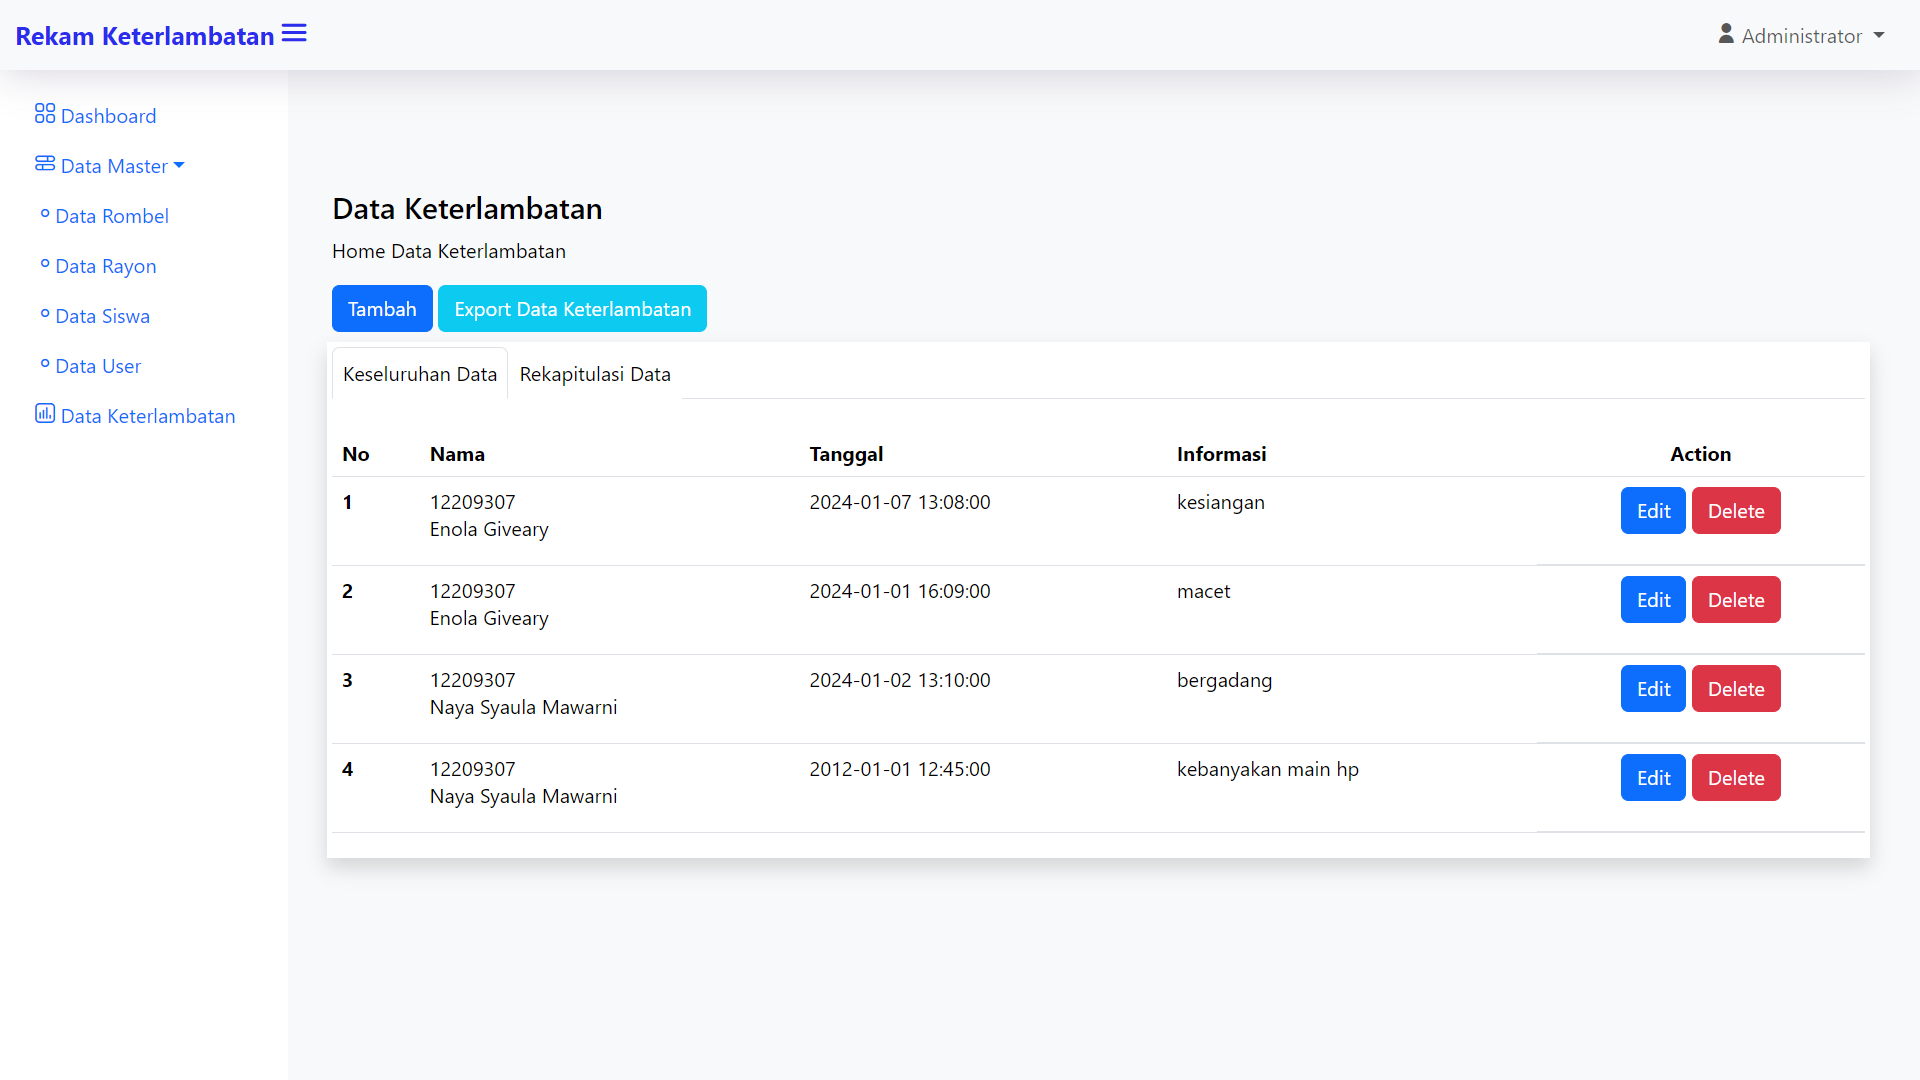 Rekam Keterlambatan
Administrator
Dashboard
Data Master
Data Rombel
Data Rayon
Data Siswa
Data User
Data Keterlambatan
Data Keterlambatan
Home Data Keterlambatan
Tambah Export Data Keterlambatan
Keseluruhan Data Rekapitulasi Data
No Nama Tanggal Informasi Action
1 12209307 2024-01-07 13:08:00 kesiangan Edit Delete
Enola Giveary
2 12209307 2024-01-01 16:09:00 macet Edit Delete
Enola Giveary
3 12209307 2024-01-02 13:10:00 bergadang Edit Delete
Naya Syaula Mawarni
4 12209307 2012-01-01 12:45:00 kebanyakan main hp Edit Delete
Naya Syaula Mawarni